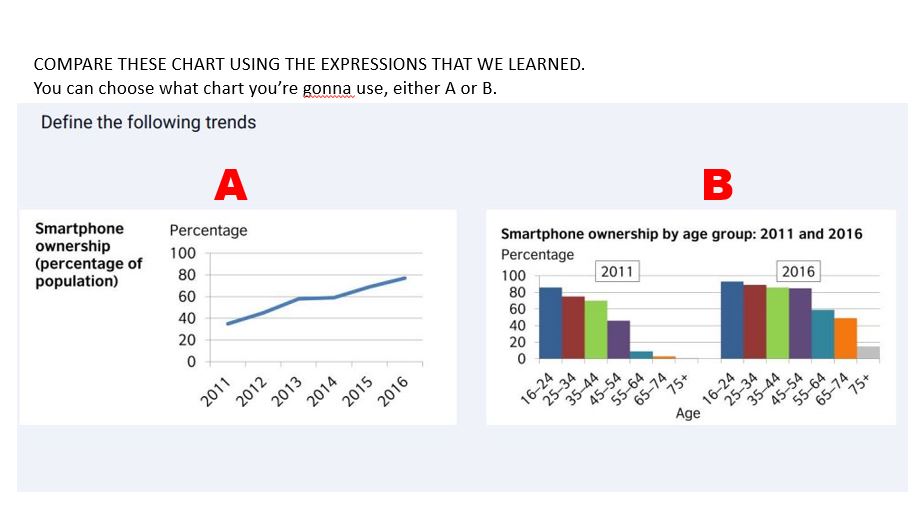 COMPARE THESE CHART USING THE EXPRESSIONS THAT WE LEARNED.
You can choose what chart you’re gonna use, either A or B.
Define the following trends
A
Smartphone
ownership
(percentage of
population)
Percentage
100
80
60
40
20
0
2011
2012
2013
2014
2015
2016
B
Smartphone ownership by age group: 2011 and 2016
Percentage
100
80
60
40
20
0
2011
2016
16–24
25–34
35–44
45–54
55–64
65–74
75+
16–24
25–34
35–44
45–54
55–64
65–74
75+
Age